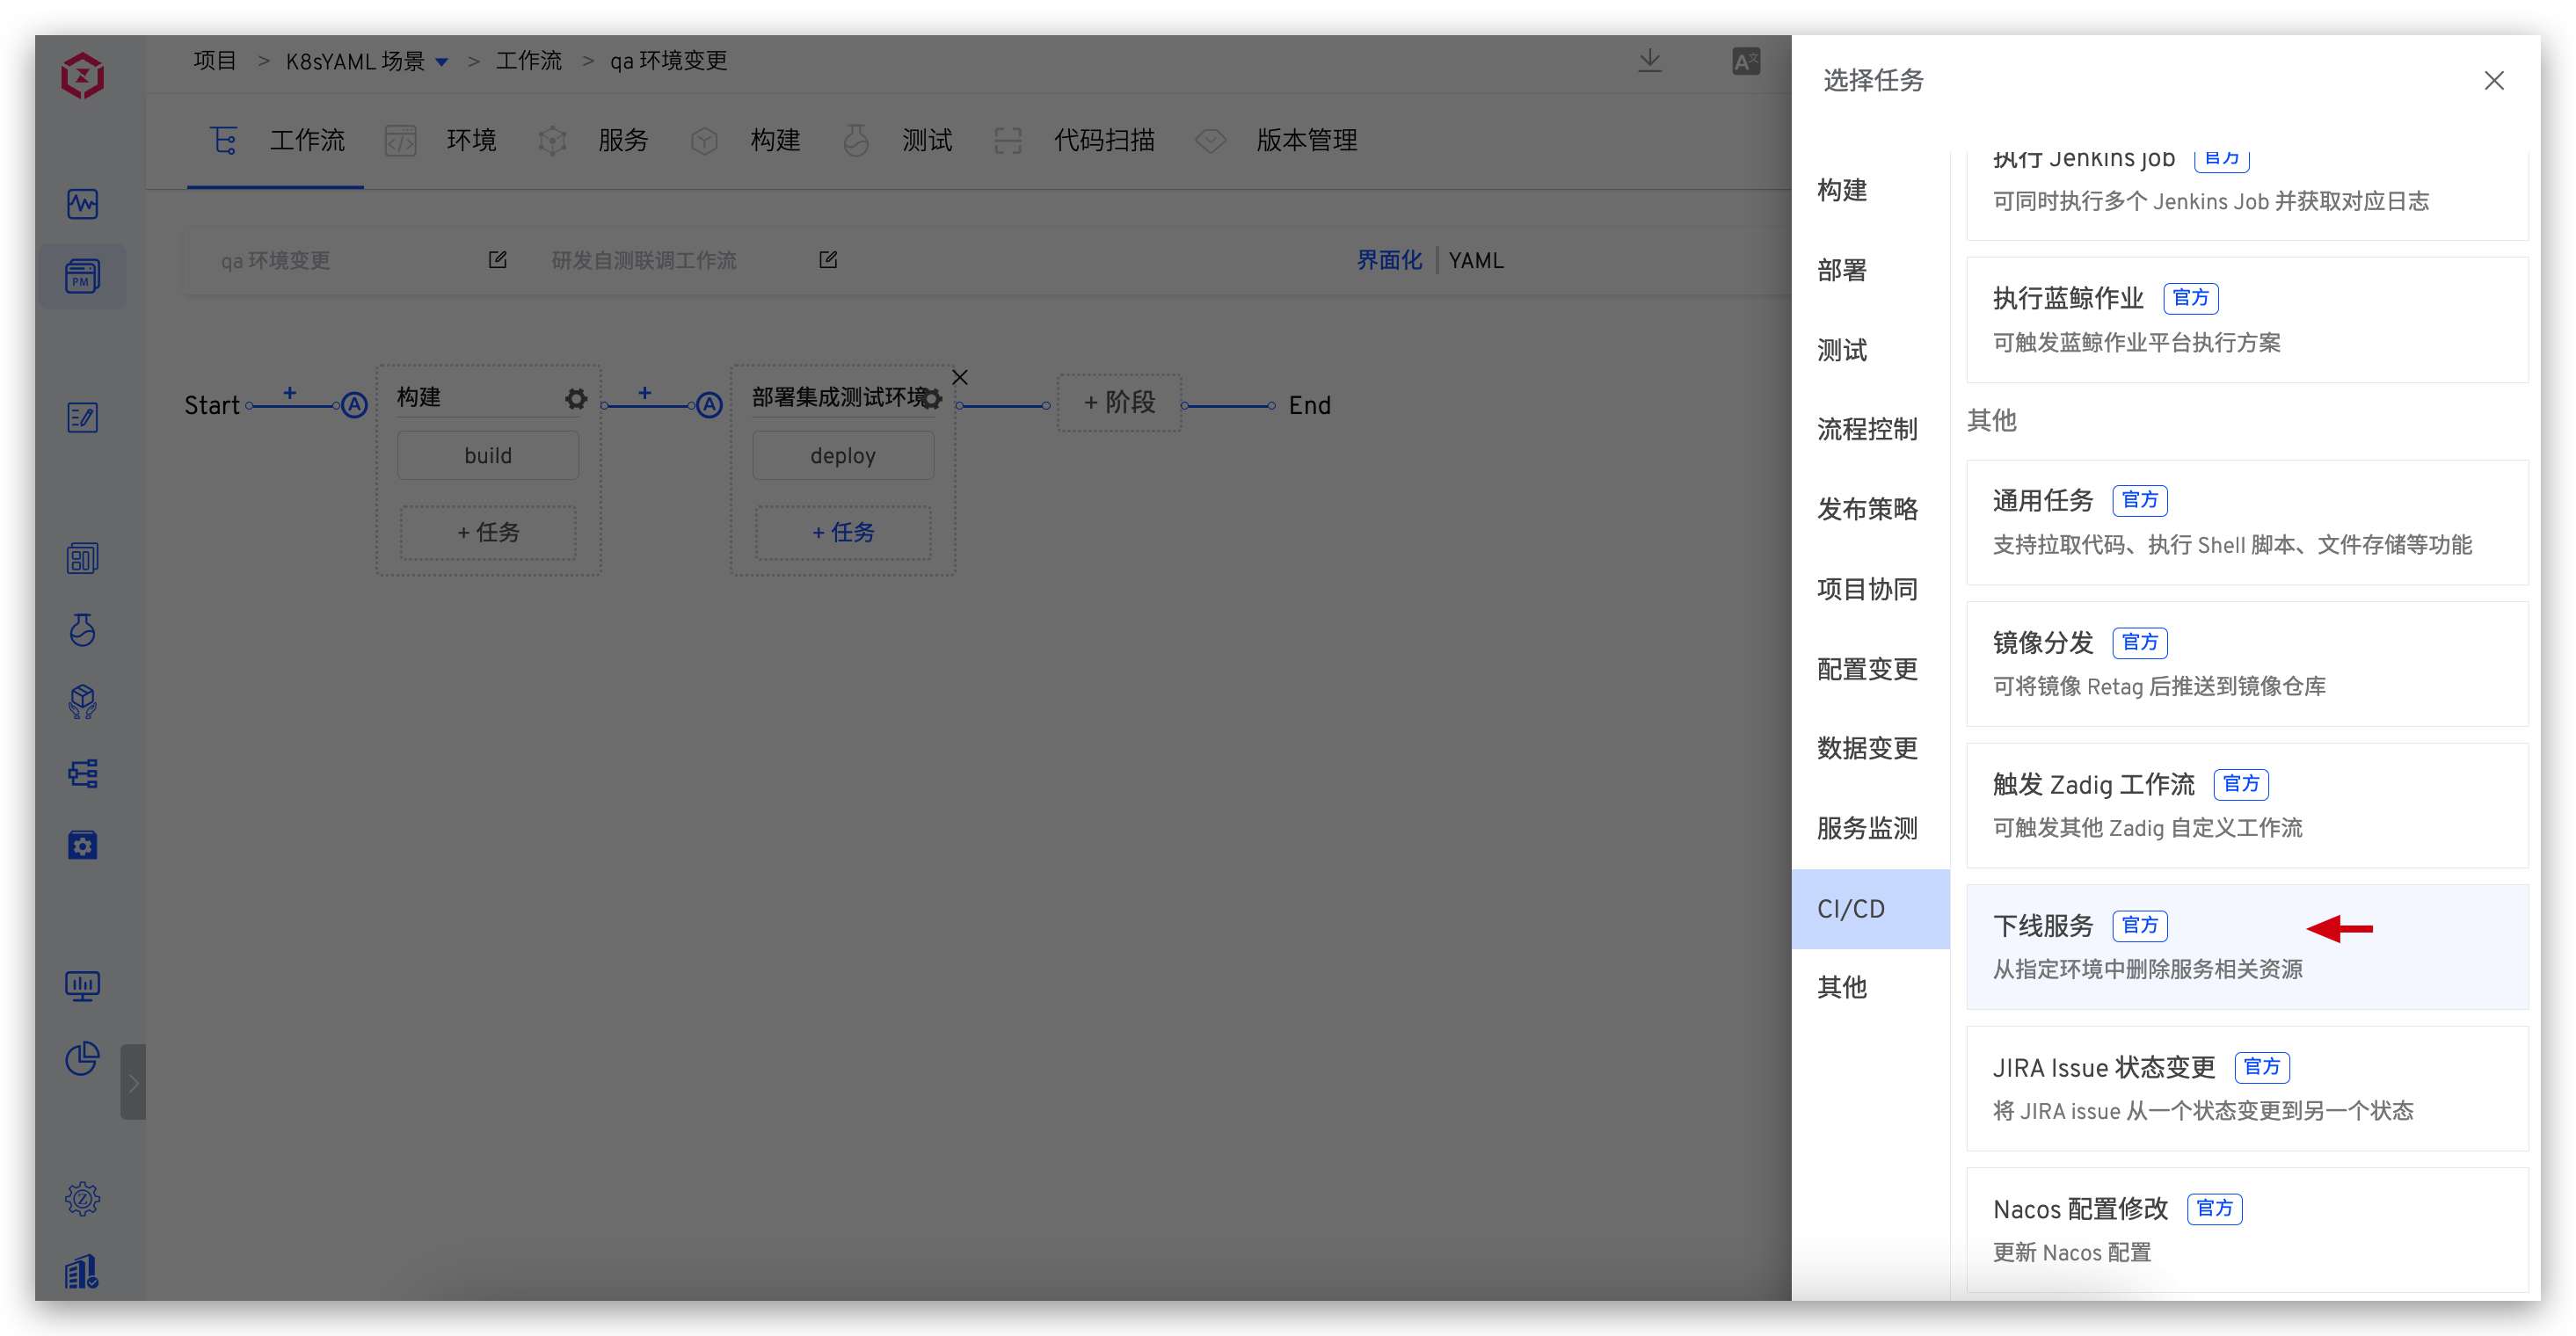 项目 > K8sYAML 场景 > 工作流 > qa 环境变更
A文
工作流 环境 服务 构建 测试 代码扫描 版本管理
PM
qa 环境变更 研发自测联调工作流 界面化 YAML
Start + A 构建 + A 部署集成测试环境 + 阶段 End
build
deploy
+ 任务
+ 任务
选择任务
构建
部署
测试
流程控制
发布策略
项目协同
配置变更
数据变更
服务监测
CI/CD
其他
执行 Jenkins job 官方
可同时执行多个 Jenkins Job 并获取对应日志
执行蓝鲸作业 官方
可触发蓝鲸作业平台执行方案
其他
通用任务 官方
支持拉取代码、执行 Shell 脚本、文件存储等功能
镜像分发 官方
可将镜像 Retag 后推送到镜像仓库
触发 Zadig 工作流 官方
可触发其他 Zadig 自定义工作流
下线服务 官方
从指定环境中删除服务相关资源
JIRA Issue 状态变更 官方
将 JIRA issue 从一个状态变更到另一个状态
Nacos 配置修改 官方
更新 Nacos 配置